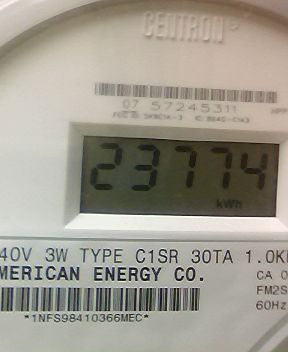 CENTRON®
07 57245311
23774
kWh
40V 3W TYPE C1SR 30TA 1.0K
MERICAN ENERGY CO.
CA 0
FM2S
60Hz
*1NFS98410366MEC*